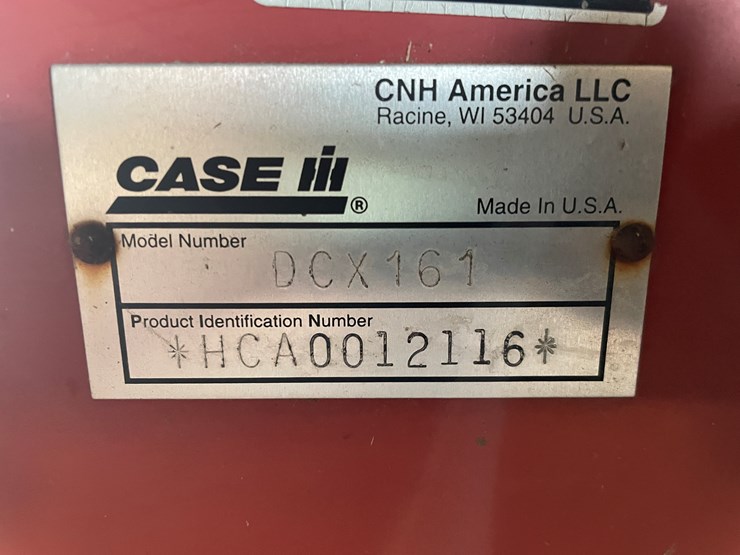 CNH America LLC
Racine, WI 53404 U.S.A.
CASE IH
®
Made In U.S.A.
Model Number
DCX161
Product Identification Number
*HCA0012116*